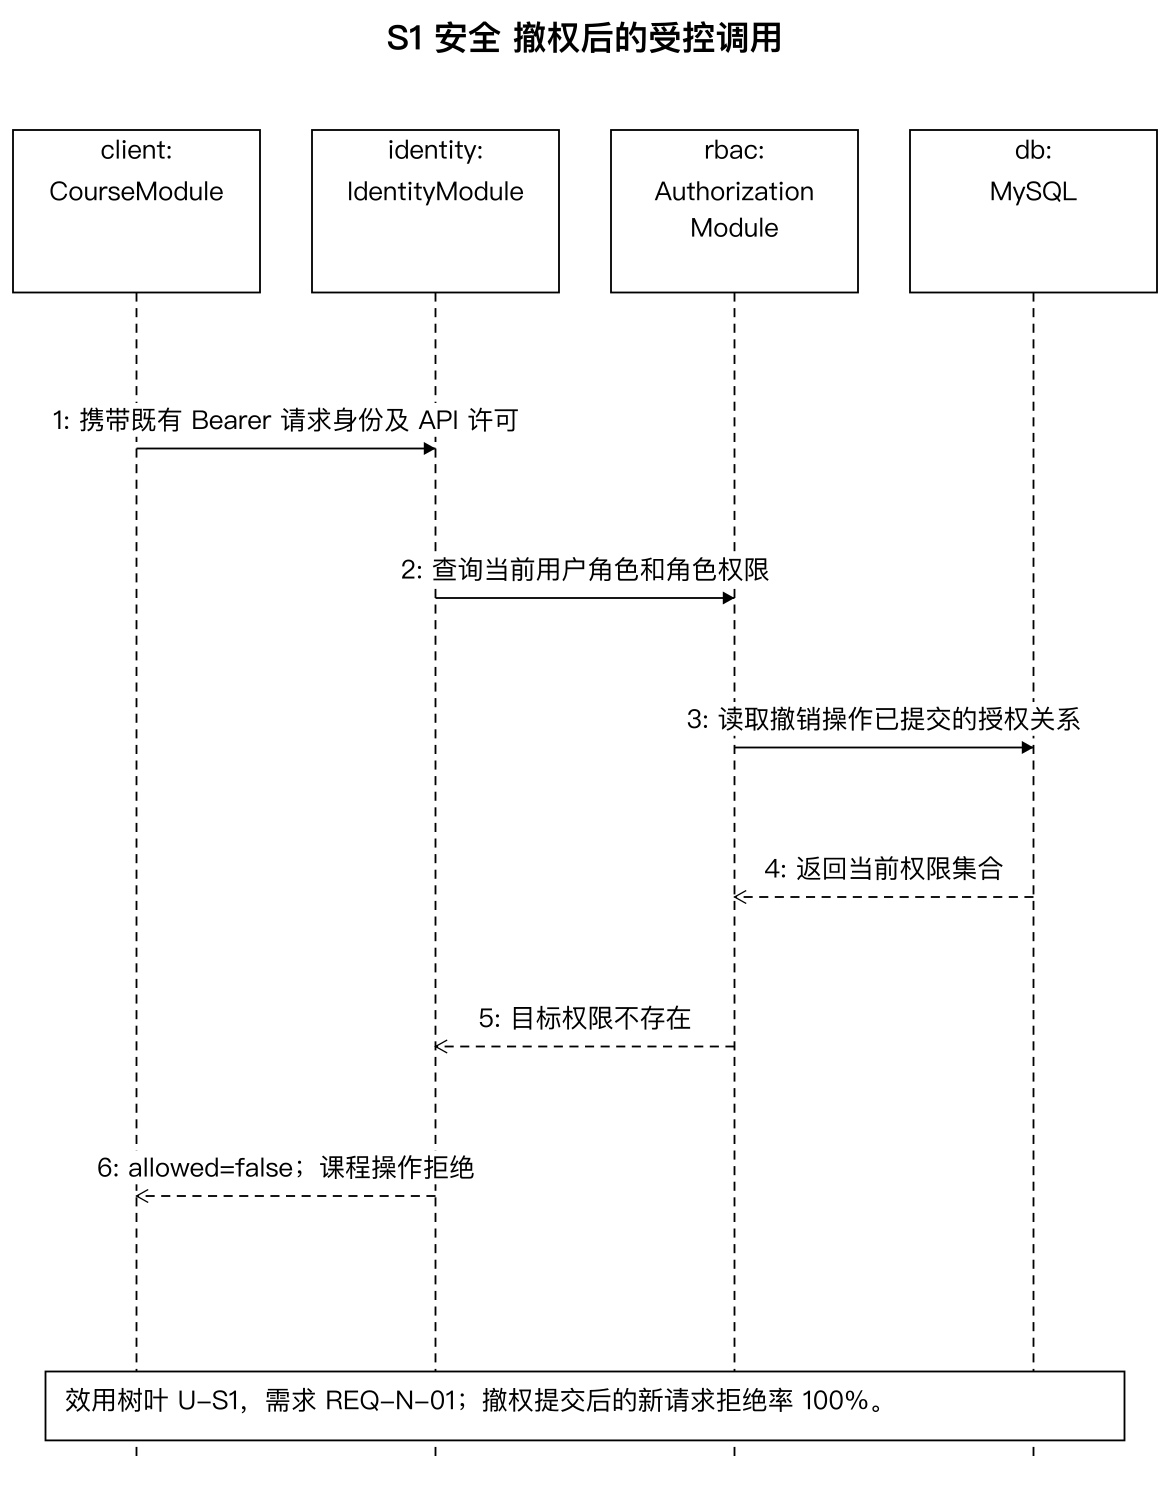 S1 安全 撤权后的受控调用
client:
CourseModule
identity:
IdentityModule
rbac:
Authorization
Module
db:
MySQL
1: 携带既有 Bearer 请求身份及 API 许可
2: 查询当前用户角色和角色权限
3: 读取撤销操作已提交的授权关系
4: 返回当前权限集合
5: 目标权限不存在
6: allowed=false；课程操作拒绝
效用树叶 U-S1，需求 REQ-N-01；撤权提交后的新请求拒绝率 100%。